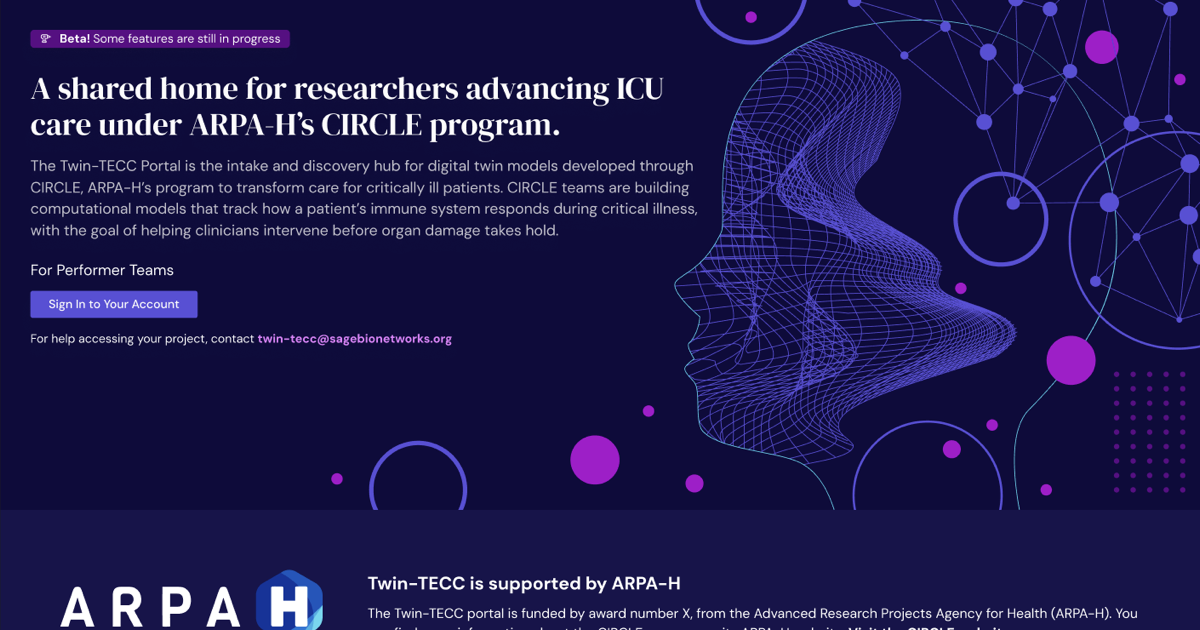 Beta! Some features are still in progress
A shared home for researchers advancing ICU
care under ARPA-H’s CIRCLE program.
The Twin-TECC Portal is the intake and discovery hub for digital twin models developed through
CIRCLE, ARPA-H’s program to transform care for critically ill patients. CIRCLE teams are building
computational models that track how a patient’s immune system responds during critical illness,
with the goal of helping clinicians intervene before organ damage takes hold.
For Performer Teams
Sign In to Your Account
For help accessing your project, contact twin-tecc@sagebionetworks.org
ARPA H
Twin-TECC is supported by ARPA-H
The Twin-TECC portal is funded by award number X, from the Advanced Research Projects Agency for Health (ARPA-H). You